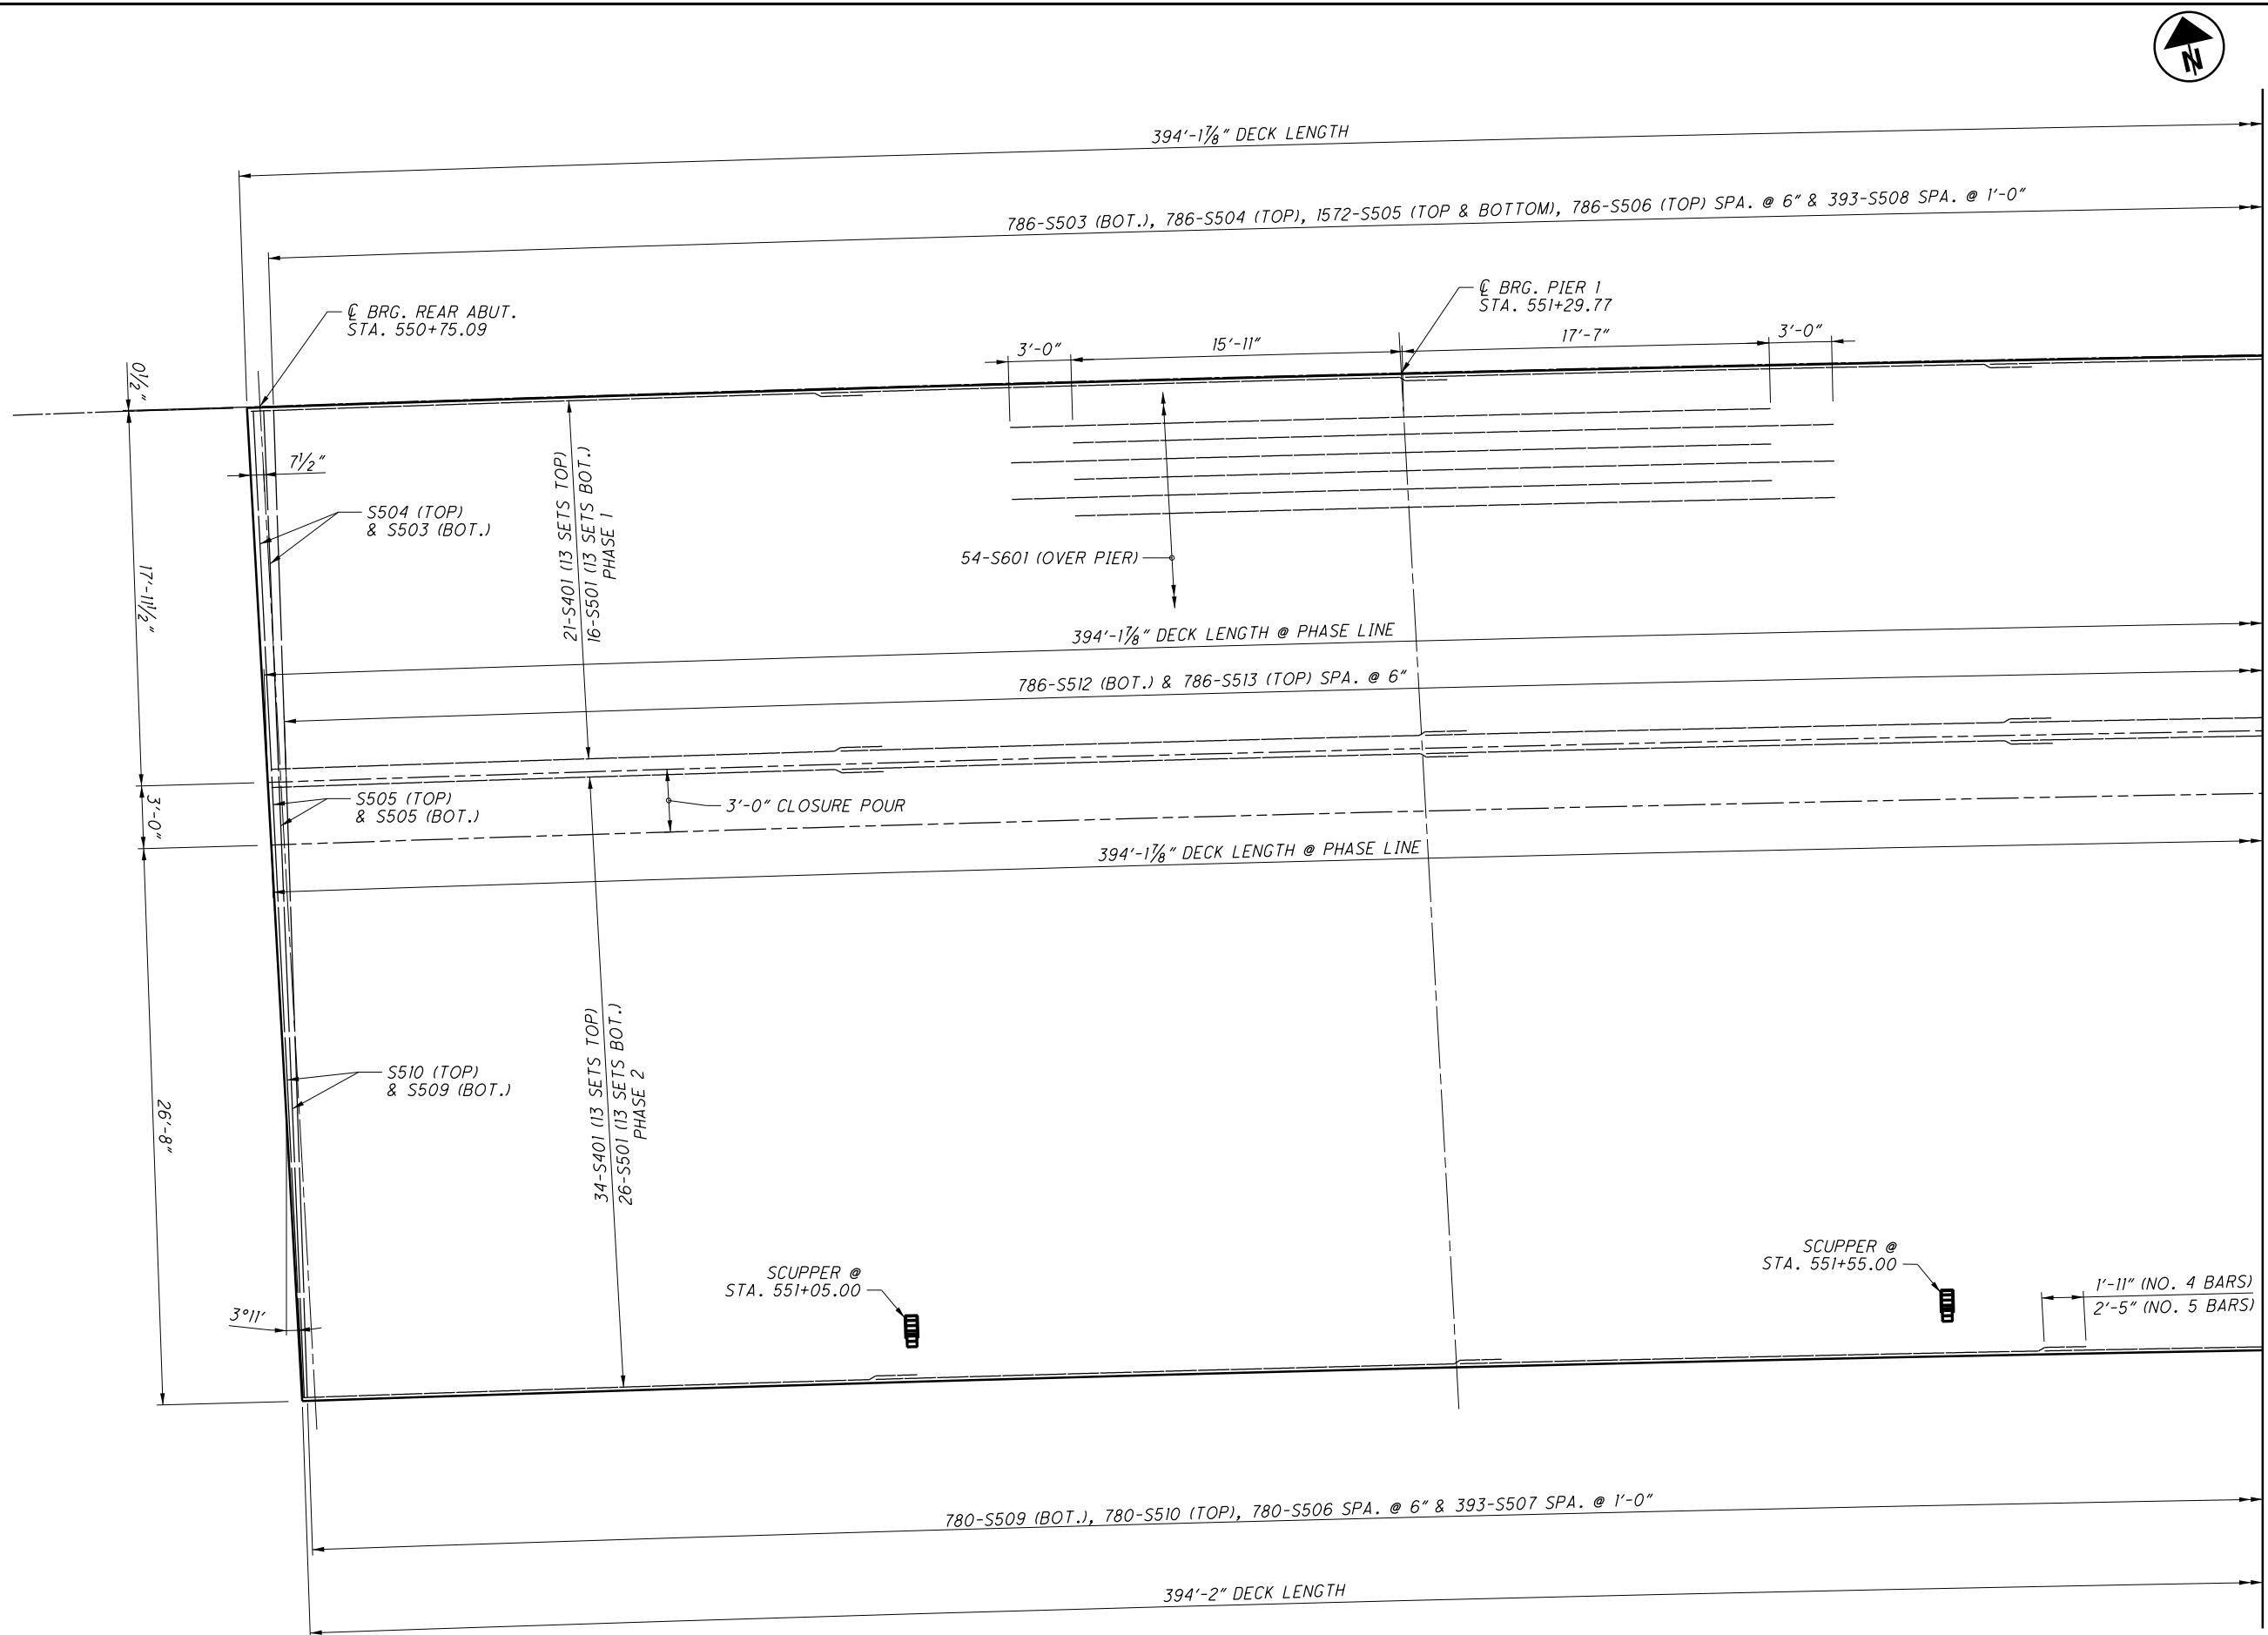 N
394'-1⅞" DECK LENGTH
786-S503 (BOT.), 786-S504 (TOP), 1572-S505 (TOP & BOTTOM), 786-S506 (TOP) SPA. @ 6" & 393-S508 SPA. @ 1'-0"
℄ BRG. REAR ABUT.
STA. 550+75.09
℄ BRG. PIER 1
STA. 551+29.77
3'-0"
15'-11"
17'-7"
3'-0"
0½"
7½"
S504 (TOP)
& S503 (BOT.)
21-S401 (13 SETS TOP)
16-S501 (13 SETS BOT.)
PHASE 1
54-S601 (OVER PIER)
17'-11½"
394'-1⅞" DECK LENGTH @ PHASE LINE
786-S512 (BOT.) & 786-S513 (TOP) SPA. @ 6"
3'-0"
S505 (TOP)
& S505 (BOT.)
3'-0" CLOSURE POUR
394'-1⅞" DECK LENGTH @ PHASE LINE
S510 (TOP)
& S509 (BOT.)
34-S401 (13 SETS TOP)
26-S501 (13 SETS BOT.)
PHASE 2
26'-8"
SCUPPER @
STA. 551+05.00
SCUPPER @
STA. 551+55.00
1'-11" (NO. 4 BARS)
2'-5" (NO. 5 BARS)
3°11'
780-S509 (BOT.), 780-S510 (TOP), 780-S506 SPA. @ 6" & 393-S507 SPA. @ 1'-0"
394'-2" DECK LENGTH